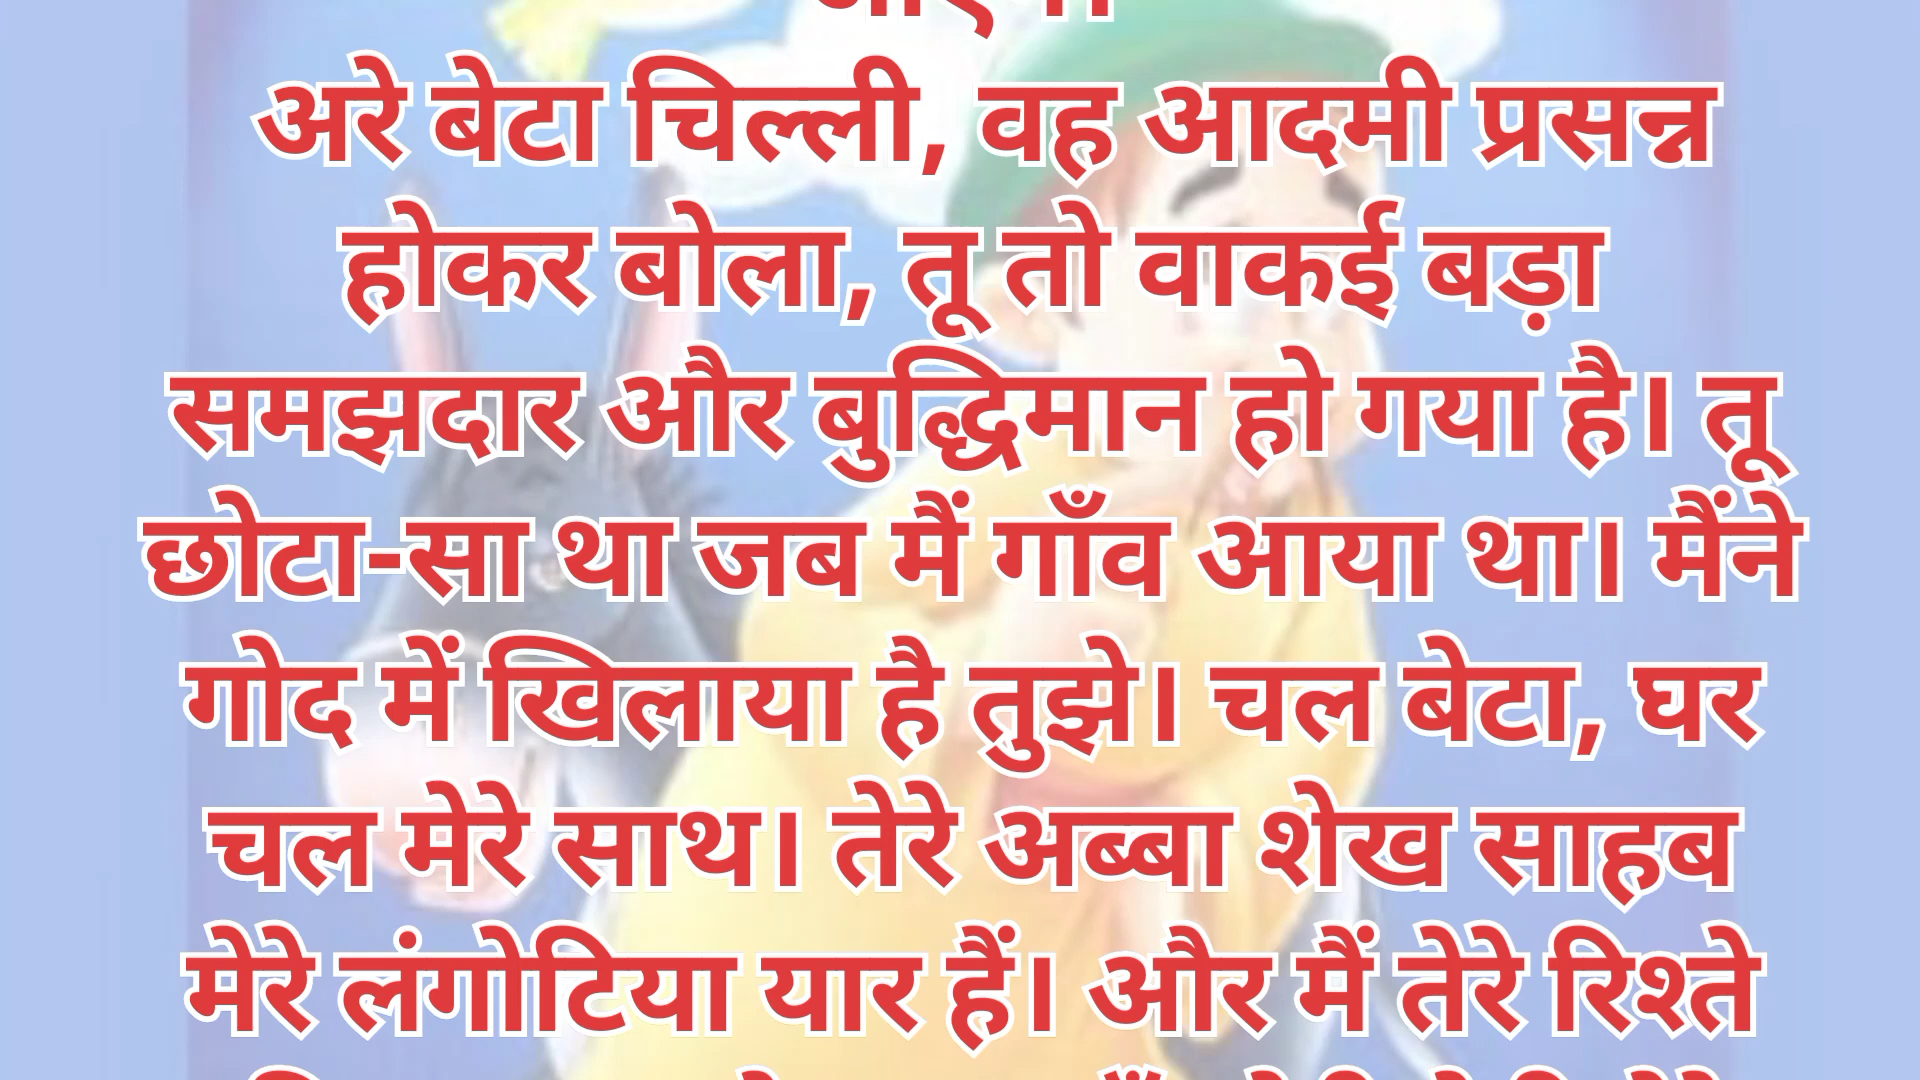 अरे बेटा चिल्ली, वह आदमी प्रसन्न
होकर बोला, तू तो वाकई बड़ा
समझदार और बुद्धिमान हो गया है। तू
छोटा-सा था जब मैं गाँव आया था। मैंने
गोद में खिलाया है तुझे। चल बेटा, घर
चल मेरे साथ। तेरे अब्बा शेख साहब
मेरे लंगोटिया यार हैं। और मैं तेरे रिश्ते